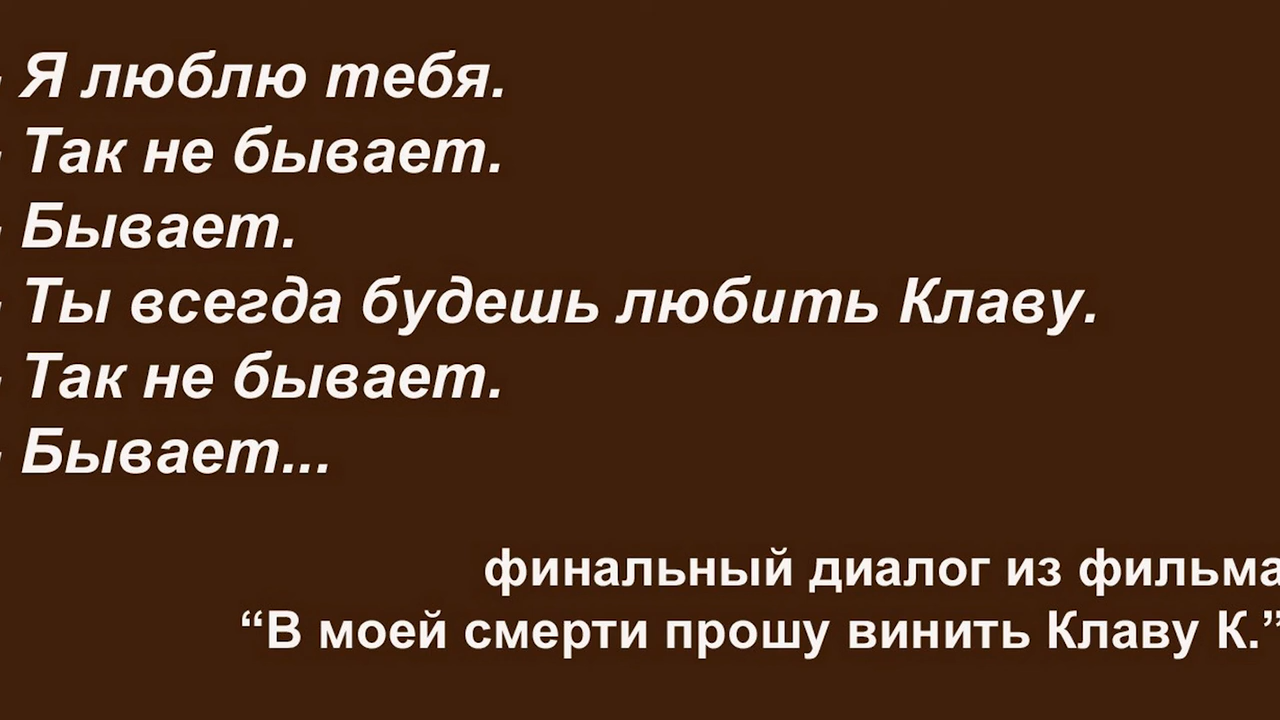 - Я люблю тебя.
- Так не бывает.
- Бывает.
- Ты всегда будешь любить Клаву.
- Так не бывает.
- Бывает...
финальный диалог из фильма
“В моей смерти прошу винить Клаву К.”